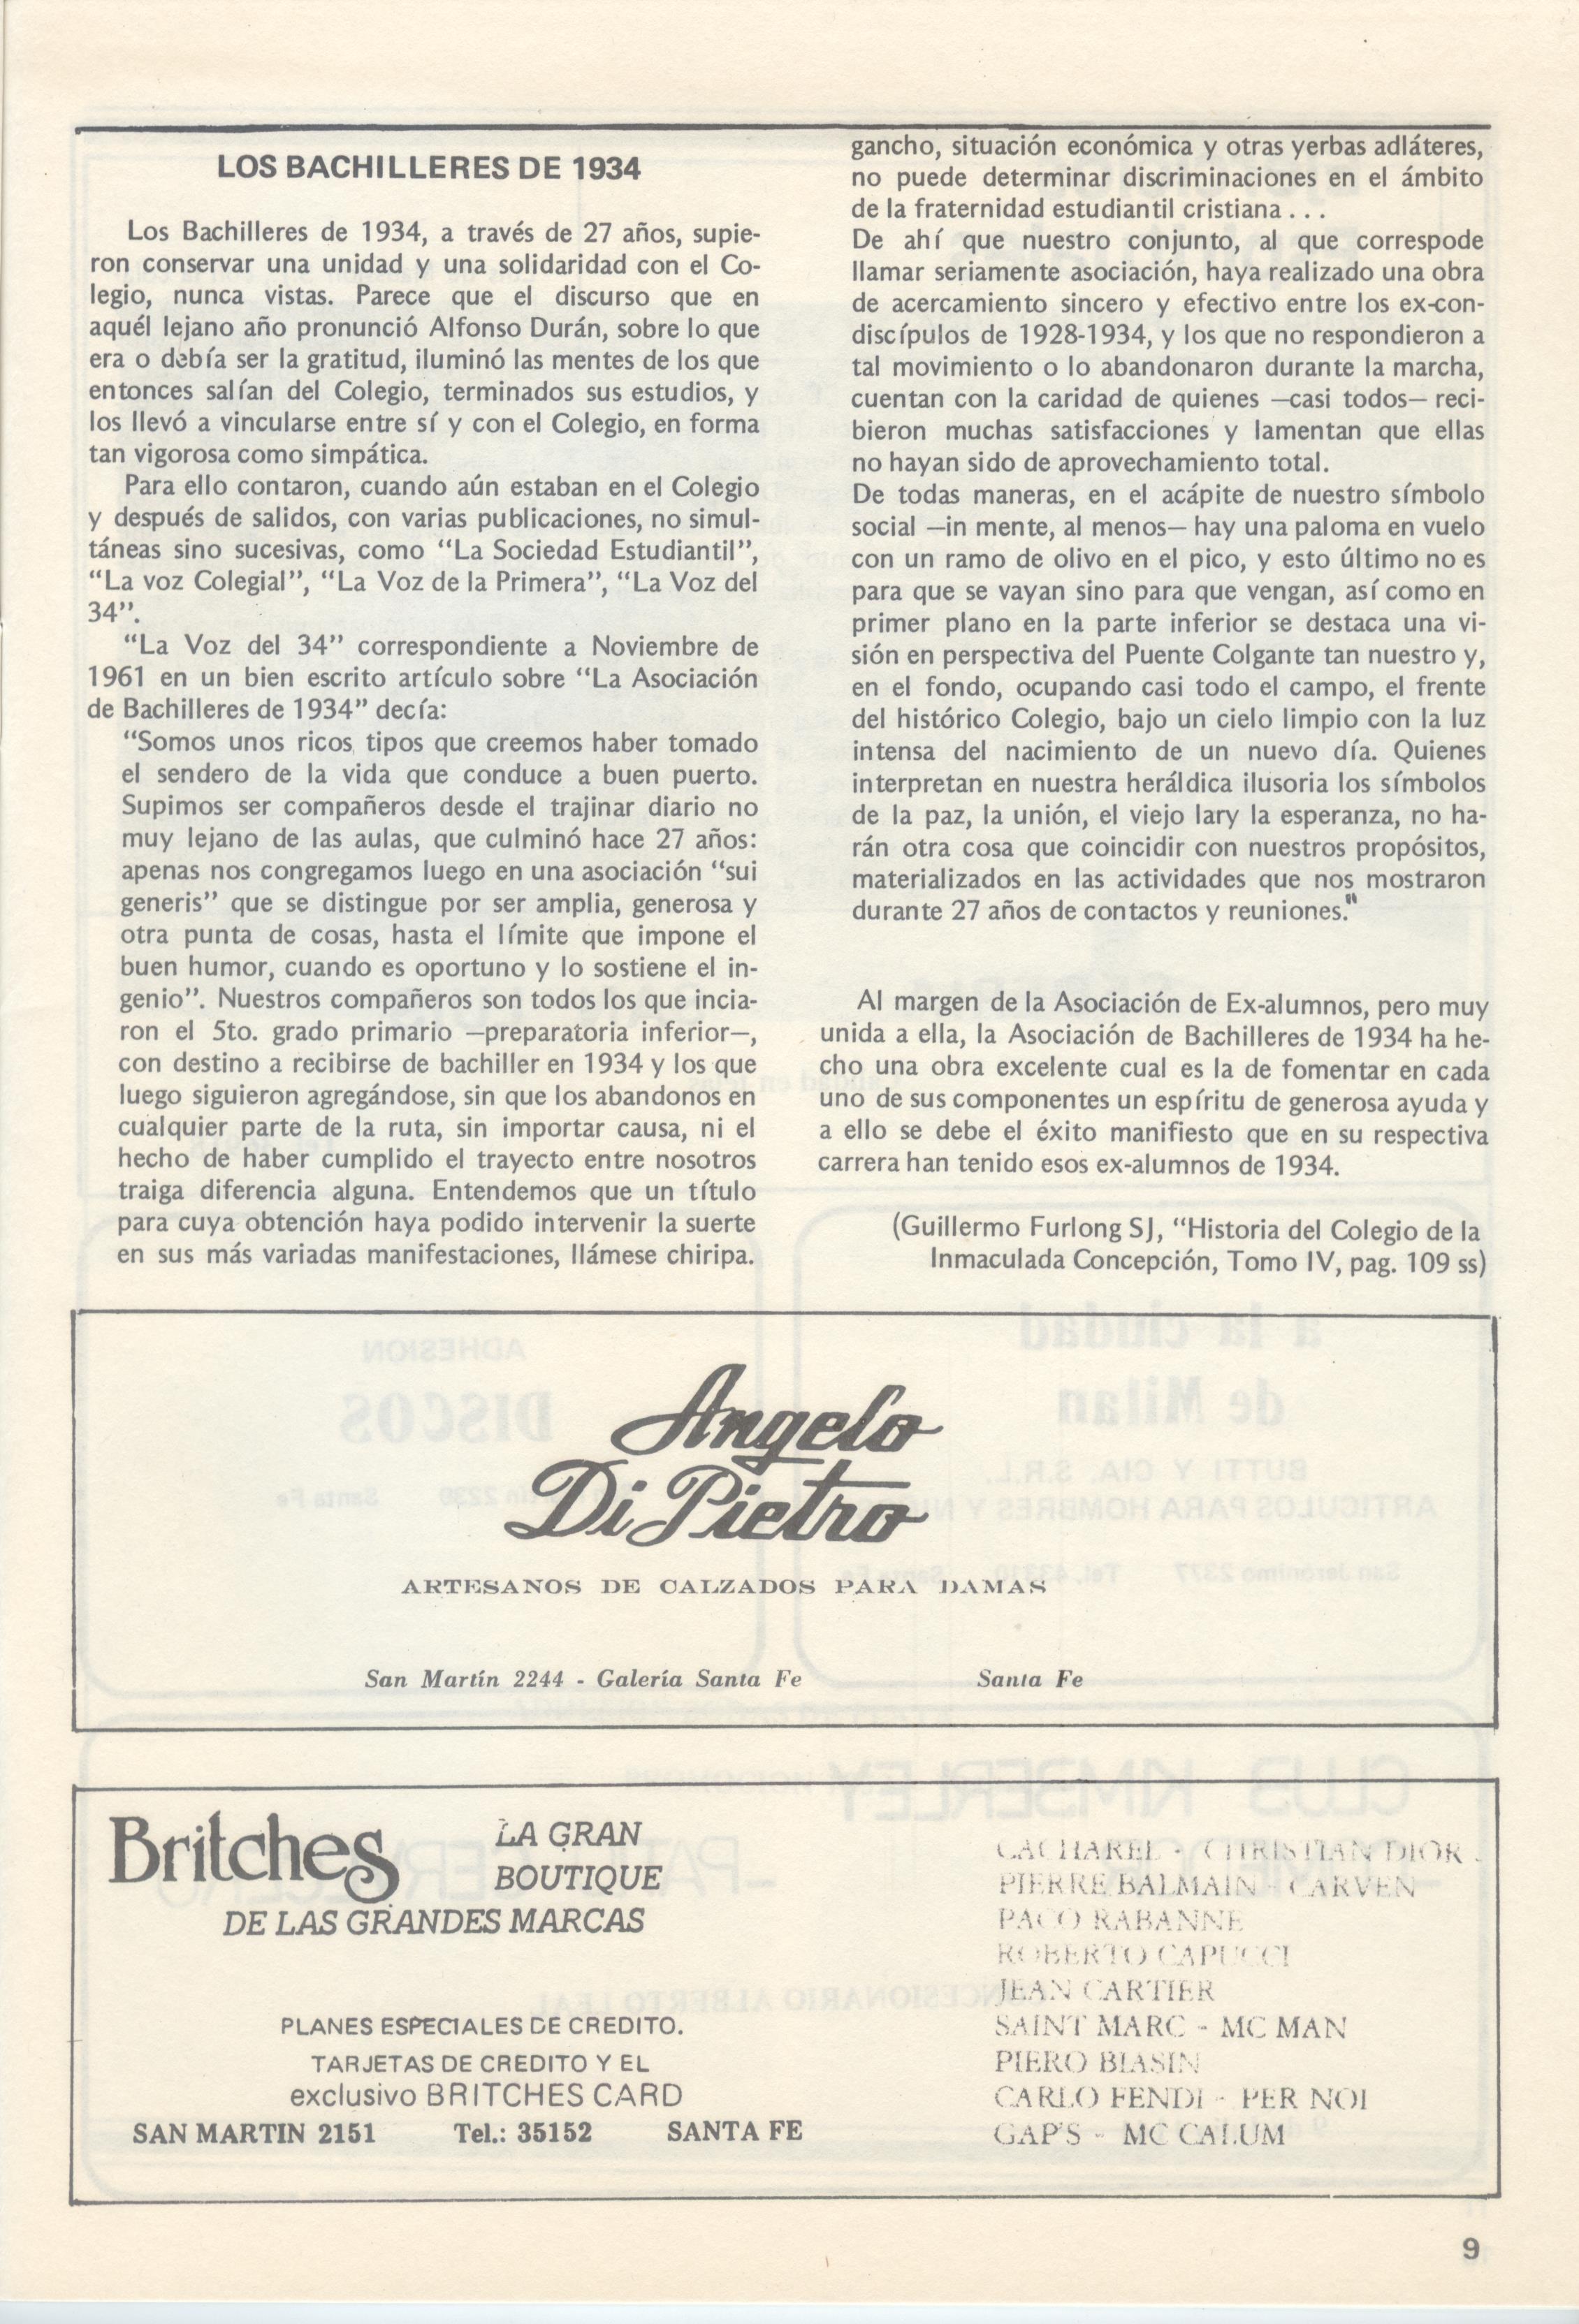 LOS BACHILLERES DE 1934
Los Bachilleres de 1934, a través de 27 años, supie-
ron conservar una unidad y una solidaridad con el Co-
legio, nunca vistas. Parece que el discurso que en
aquél lejano año pronunció Alfonso Durán, sobre lo que
era o debía ser la gratitud, iluminó las mentes de los que
entonces salían del Colegio, terminados sus estudios, y
los llevó a vincularse entre sí y con el Colegio, en forma
tan vigorosa como simpática.
Para ello contaron, cuando aún estaban en el Colegio
y después de salidos, con varias publicaciones, no simul-
táneas sino sucesivas, como “La Sociedad Estudiantil”,
“La voz Colegial”, “La Voz de la Primera”, “La Voz del
34”.
“La Voz del 34” correspondiente a Noviembre de
1961 en un bien escrito artículo sobre “La Asociación
de Bachilleres de 1934” decía:
“Somos unos ricos tipos que creemos haber tomado
el sendero de la vida que conduce a buen puerto.
Supimos ser compañeros desde el trajinar diario no
muy lejano de las aulas, que culminó hace 27 años:
apenas nos congregamos luego en una asociación “sui
generis” que se distingue por ser amplia, generosa y
otra punta de cosas, hasta el límite que impone el
buen humor, cuando es oportuno y lo sostiene el in-
genio”. Nuestros compañeros son todos los que incia-
ron el 5to. grado primario —preparatoria inferior—,
con destino a recibirse de bachiller en 1934 y los que
luego siguieron agregándose, sin que los abandonos en
cualquier parte de la ruta, sin importar causa, ni el
hecho de haber cumplido el trayecto entre nosotros
traiga diferencia alguna. Entendemos que un título
para cuya obtención haya podido intervenir la suerte
en sus más variadas manifestaciones, llámese chiripa.
gancho, situación económica y otras yerbas adláteres,
no puede determinar discriminaciones en el ámbito
de la fraternidad estudiantil cristiana . . .
De ahí que nuestro conjunto, al que correspode
llamar seriamente asociación, haya realizado una obra
de acercamiento sincero y efectivo entre los ex-con-
discípulos de 1928-1934, y los que no respondieron a
tal movimiento o lo abandonaron durante la marcha,
cuentan con la caridad de quienes —casi todos— reci-
bieron muchas satisfacciones y lamentan que ellas
no hayan sido de aprovechamiento total.
De todas maneras, en el acápite de nuestro símbolo
social —in mente, al menos— hay una paloma en vuelo
con un ramo de olivo en el pico, y esto último no es
para que se vayan sino para que vengan, así como en
primer plano en la parte inferior se destaca una vi-
sión en perspectiva del Puente Colgante tan nuestro y,
en el fondo, ocupando casi todo el campo, el frente
del histórico Colegio, bajo un cielo limpio con la luz
intensa del nacimiento de un nuevo día. Quienes
interpretan en nuestra heráldica ilusoria los símbolos
de la paz, la unión, el viejo lary la esperanza, no ha-
rán otra cosa que coincidir con nuestros propósitos,
materializados en las actividades que nos mostraron
durante 27 años de contactos y reuniones."
Al margen de la Asociación de Ex-alumnos, pero muy
unida a ella, la Asociación de Bachilleres de 1934 ha he-
cho una obra excelente cual es la de fomentar en cada
uno de sus componentes un espíritu de generosa ayuda y
a ello se debe el éxito manifiesto que en su respectiva
carrera han tenido esos ex-alumnos de 1934.
(Guillermo Furlong SJ, “Historia del Colegio de la
Inmaculada Concepción, Tomo IV, pag. 109 ss)
Angelo
Di Pietro
ARTESANOS DE CALZADOS PARA DAMAS
San Martín 2244 - Galería Santa Fe Santa Fe
Britches LA GRAN
BOUTIQUE
DE LAS GRANDES MARCAS
PLANES ESPECIALES DE CREDITO.
TARJETAS DE CREDITO Y EL
exclusivo BRITCHES CARD
SAN MARTIN 2151 Tel.: 35152 SANTA FE
CACHAREL - CHRISTIAN DIOR
PIERRE BALMAIN - CARVEN
PACO RABANNE
ROBERTO CAPUCCI
JEAN CARTIER
SAINT MARC - MC MAN
PIERO BIASIN
CARLO FENDI - PER NOI
GAP'S - MC CALUM
9